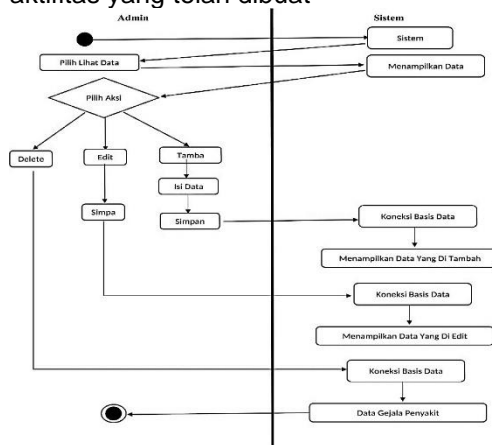 aktifitas yang telah dibuat
Admin
Sistem
Sistem
Pilih Lihat Data
Menampilkan Data
Pilih Aksi
Delete
Edit
Tamba
Isi Data
Simpa
Simpan
Koneksi Basis Data
Menampilkan Data Yang Di Tambah
Koneksi Basis Data
Menampilkan Data Yang Di Edit
Koneksi Basis Data
Data Gejala Penyakit